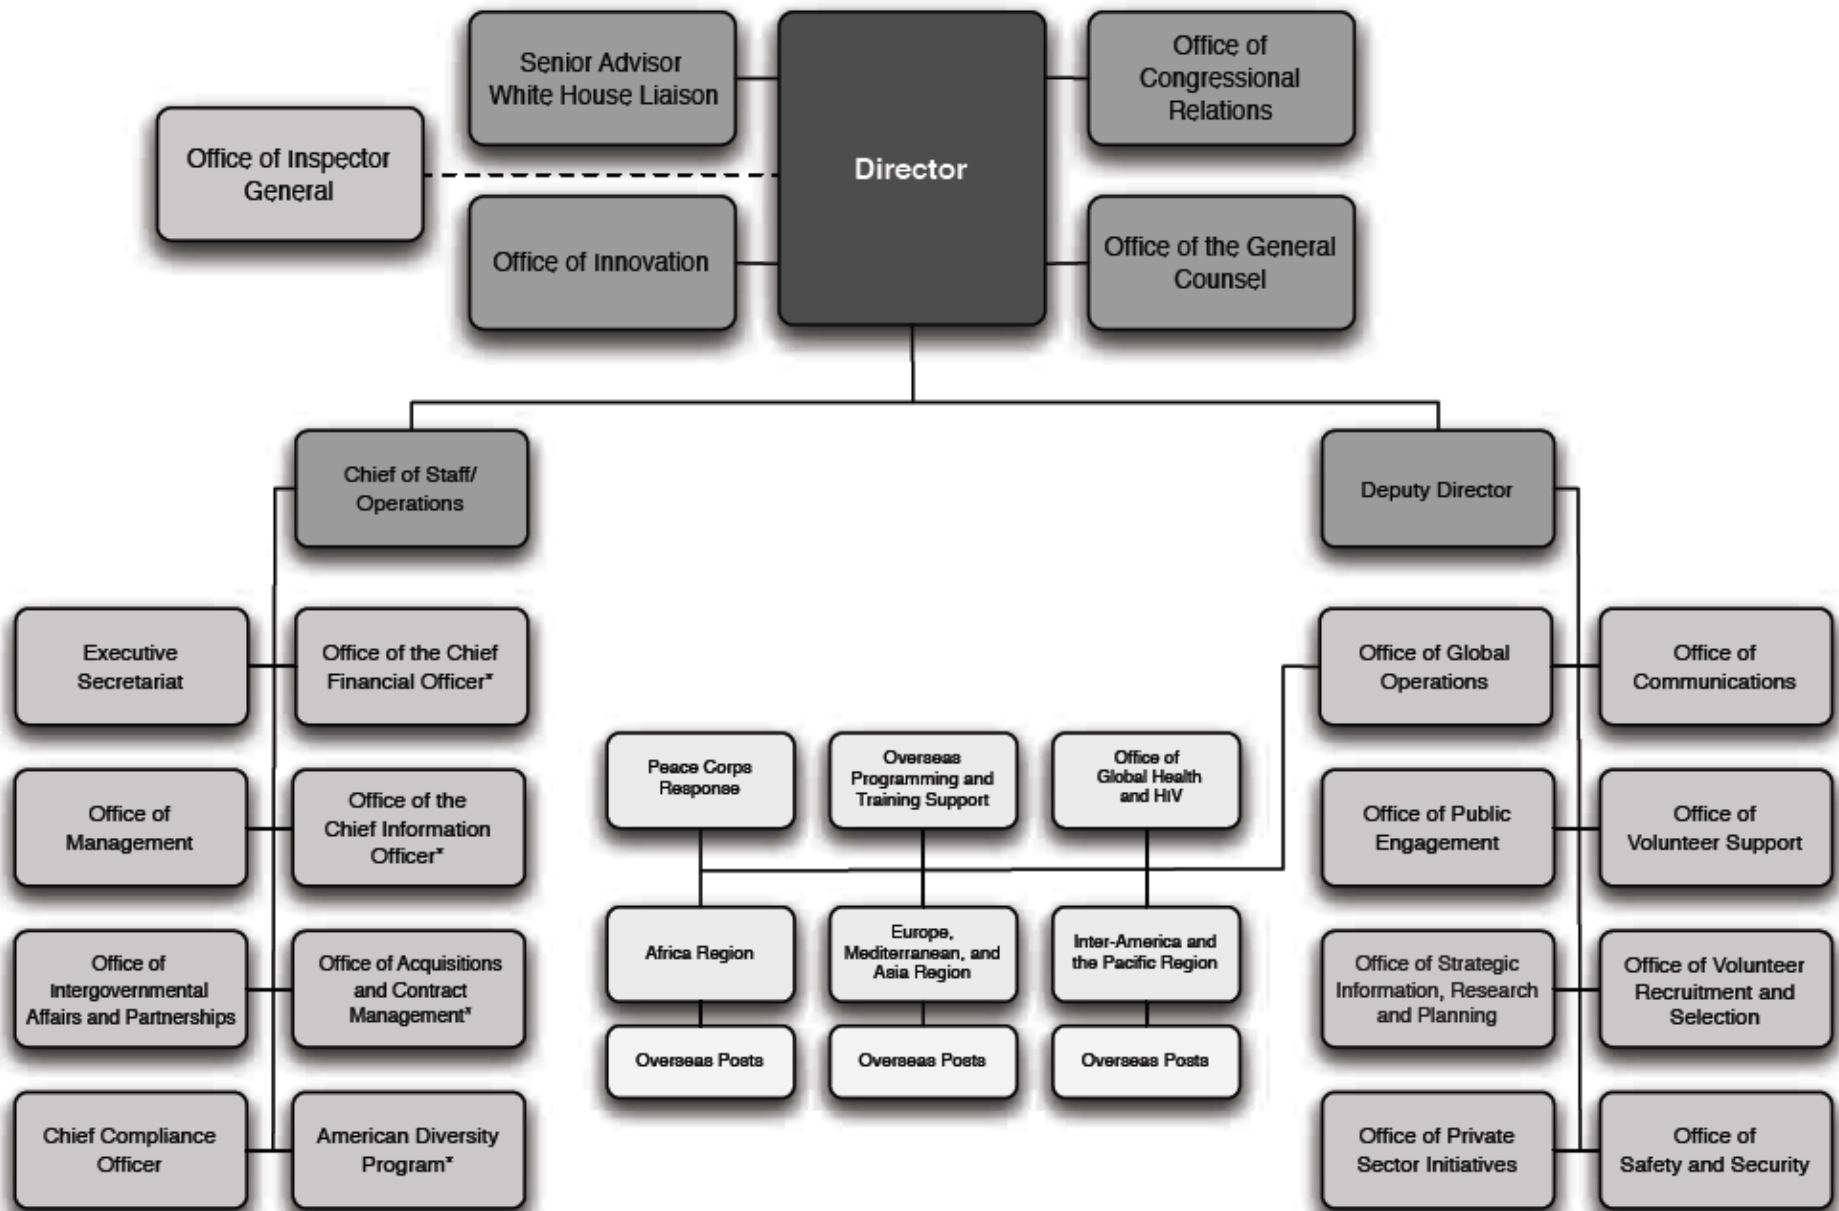 Senior Advisor
White House Liaison
Office of
Congressional
Relations
Office of Inspector
General
Director
Office of Innovation
Office of the General
Counsel
Chief of Staff/
Operations
Deputy Director
Executive
Secretariat
Office of the Chief
Financial Officer*
Office of
Management
Office of the
Chief Information
Officer*
Office of
Intergovernmental
Affairs and Partnerships
Office of Acquisitions
and Contract
Management*
Chief Compliance
Officer
American Diversity
Program*
Peace Corps
Response
Overseas
Programming and
Training Support
Office of
Global Health
and HIV
Africa Region
Europe,
Mediterranean, and
Asia Region
Inter-America and
the Pacific Region
Overseas Posts
Overseas Posts
Overseas Posts
Office of Global
Operations
Office of
Communications
Office of Public
Engagement
Office of
Volunteer Support
Office of Strategic
Information, Research
and Planning
Office of Volunteer
Recruitment and
Selection
Office of Private
Sector Initiatives
Office of
Safety and Security